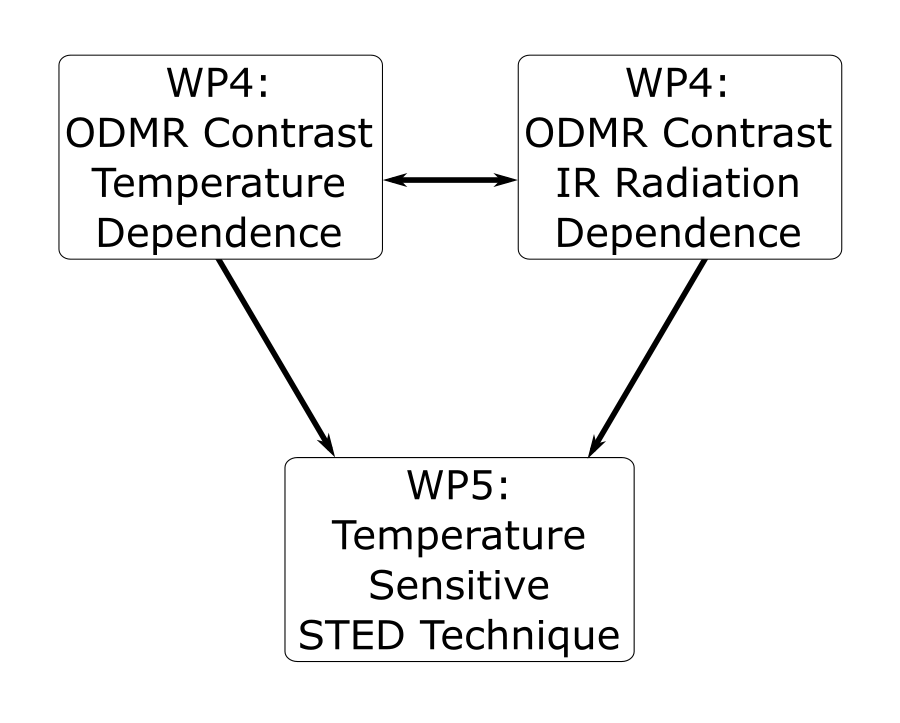 WP4:
ODMR Contrast
Temperature
Dependence
WP4:
ODMR Contrast
IR Radiation
Dependence
WP5:
Temperature
Sensitive
STED Technique